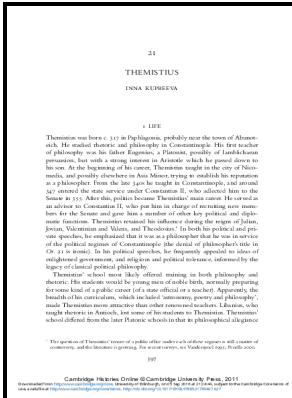 21
THEMISTIUS
INNA KUPREEVA
1 LIFE
Themistius was born c. 317 in Paphlagonia, probably near the town of Abonot-
eich. He studied rhetoric and philosophy in Constantinople. His first teacher
of philosophy was his father Eugenius, a Platonist, possibly of Iamblichaean
persuasion, but with a strong interest in Aristotle which he passed down to
his son. At the beginning of his career, Themistius taught in the city of Nico-
media, and possibly elsewhere in Asia Minor, trying to establish his reputation
as a philosopher. From the late 340s he taught in Constantinople, and around
347 entered the state service under Constantius II, who adlected him to the
Senate in 355. After this, politics became Themistius' main career. He served as
an advisor to Constantius II, who put him in charge of recruiting new mem-
bers for the Senate and gave him a number of other key political and diplo-
matic functions. Themistius retained his influence during the reigns of Julian,
Jovian, Valentinian and Valens, and Theodosius.¹ In both his political and pri-
vate speeches, he emphasized that it was as a philosopher that he was in service
of the political regimes of Constantinople (the denial of philosopher's title in
Or. 21 is ironic). In his political speeches, he frequently appealed to ideas of
enlightened government, and religious and political tolerance, informed by the
legacy of classical political philosophy.
Themistius' school most likely offered training in both philosophy and
rhetoric. His students would be young men of noble birth, normally preparing
for some kind of a public career (of a state official or a teacher). Apparently, the
breadth of his curriculum, which included 'astronomy, poetry and philosophy',
made Themistius more attractive than other renowned teachers. Libanius, who
taught rhetoric in Antioch, lost some of his students to Themistius. Themistius'
school differed from the later Platonic schools in that its philosophical allegiance
¹ The question of Themistius' tenure of a public office under each of these regimes is still a matter of
controversy, and the literature is growing. For recent surveys, see Vanderspoel 1995; Penella 2000.
397
Cambridge Histories Online © Cambridge University Press, 2011